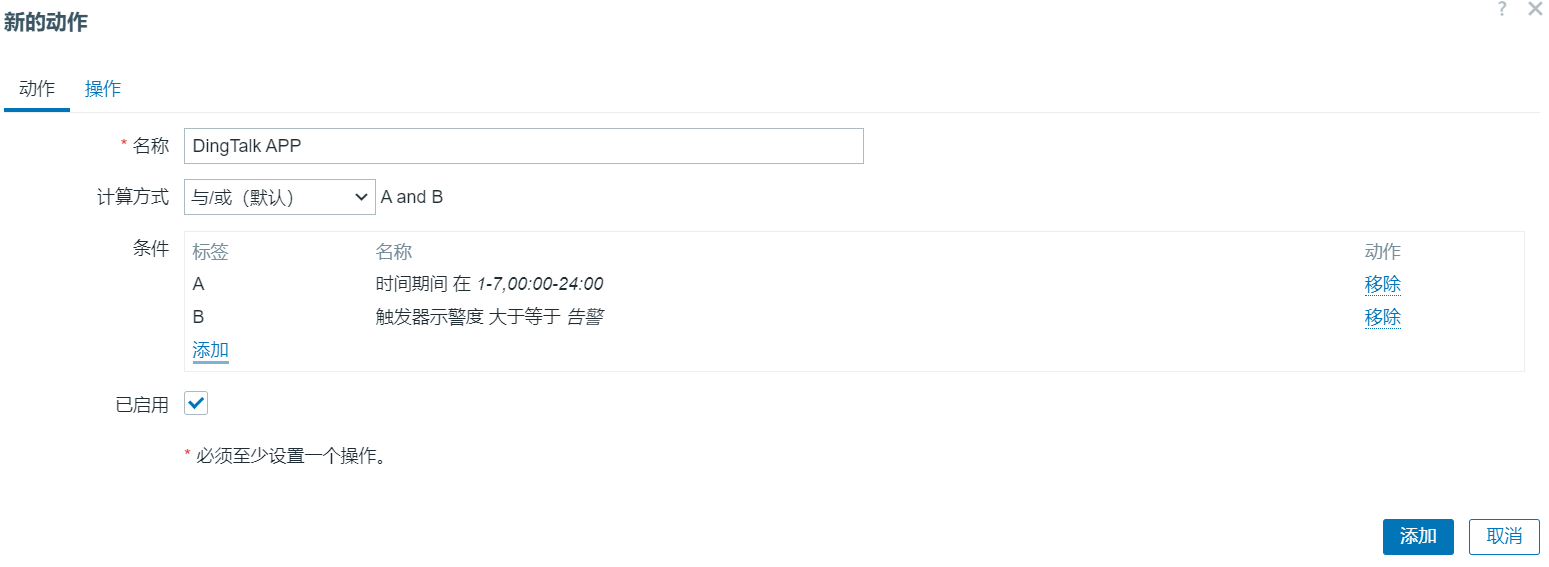 新的动作
?
动作 操作
* 名称 DingTalk APP
计算方式 与/或（默认） A and B
条件 标签 名称 动作
A 时间期间 在 1-7,00:00-24:00 移除
B 触发器示警度 大于等于 告警 移除
添加
已启用
* 必须至少设置一个操作。
添加 取消